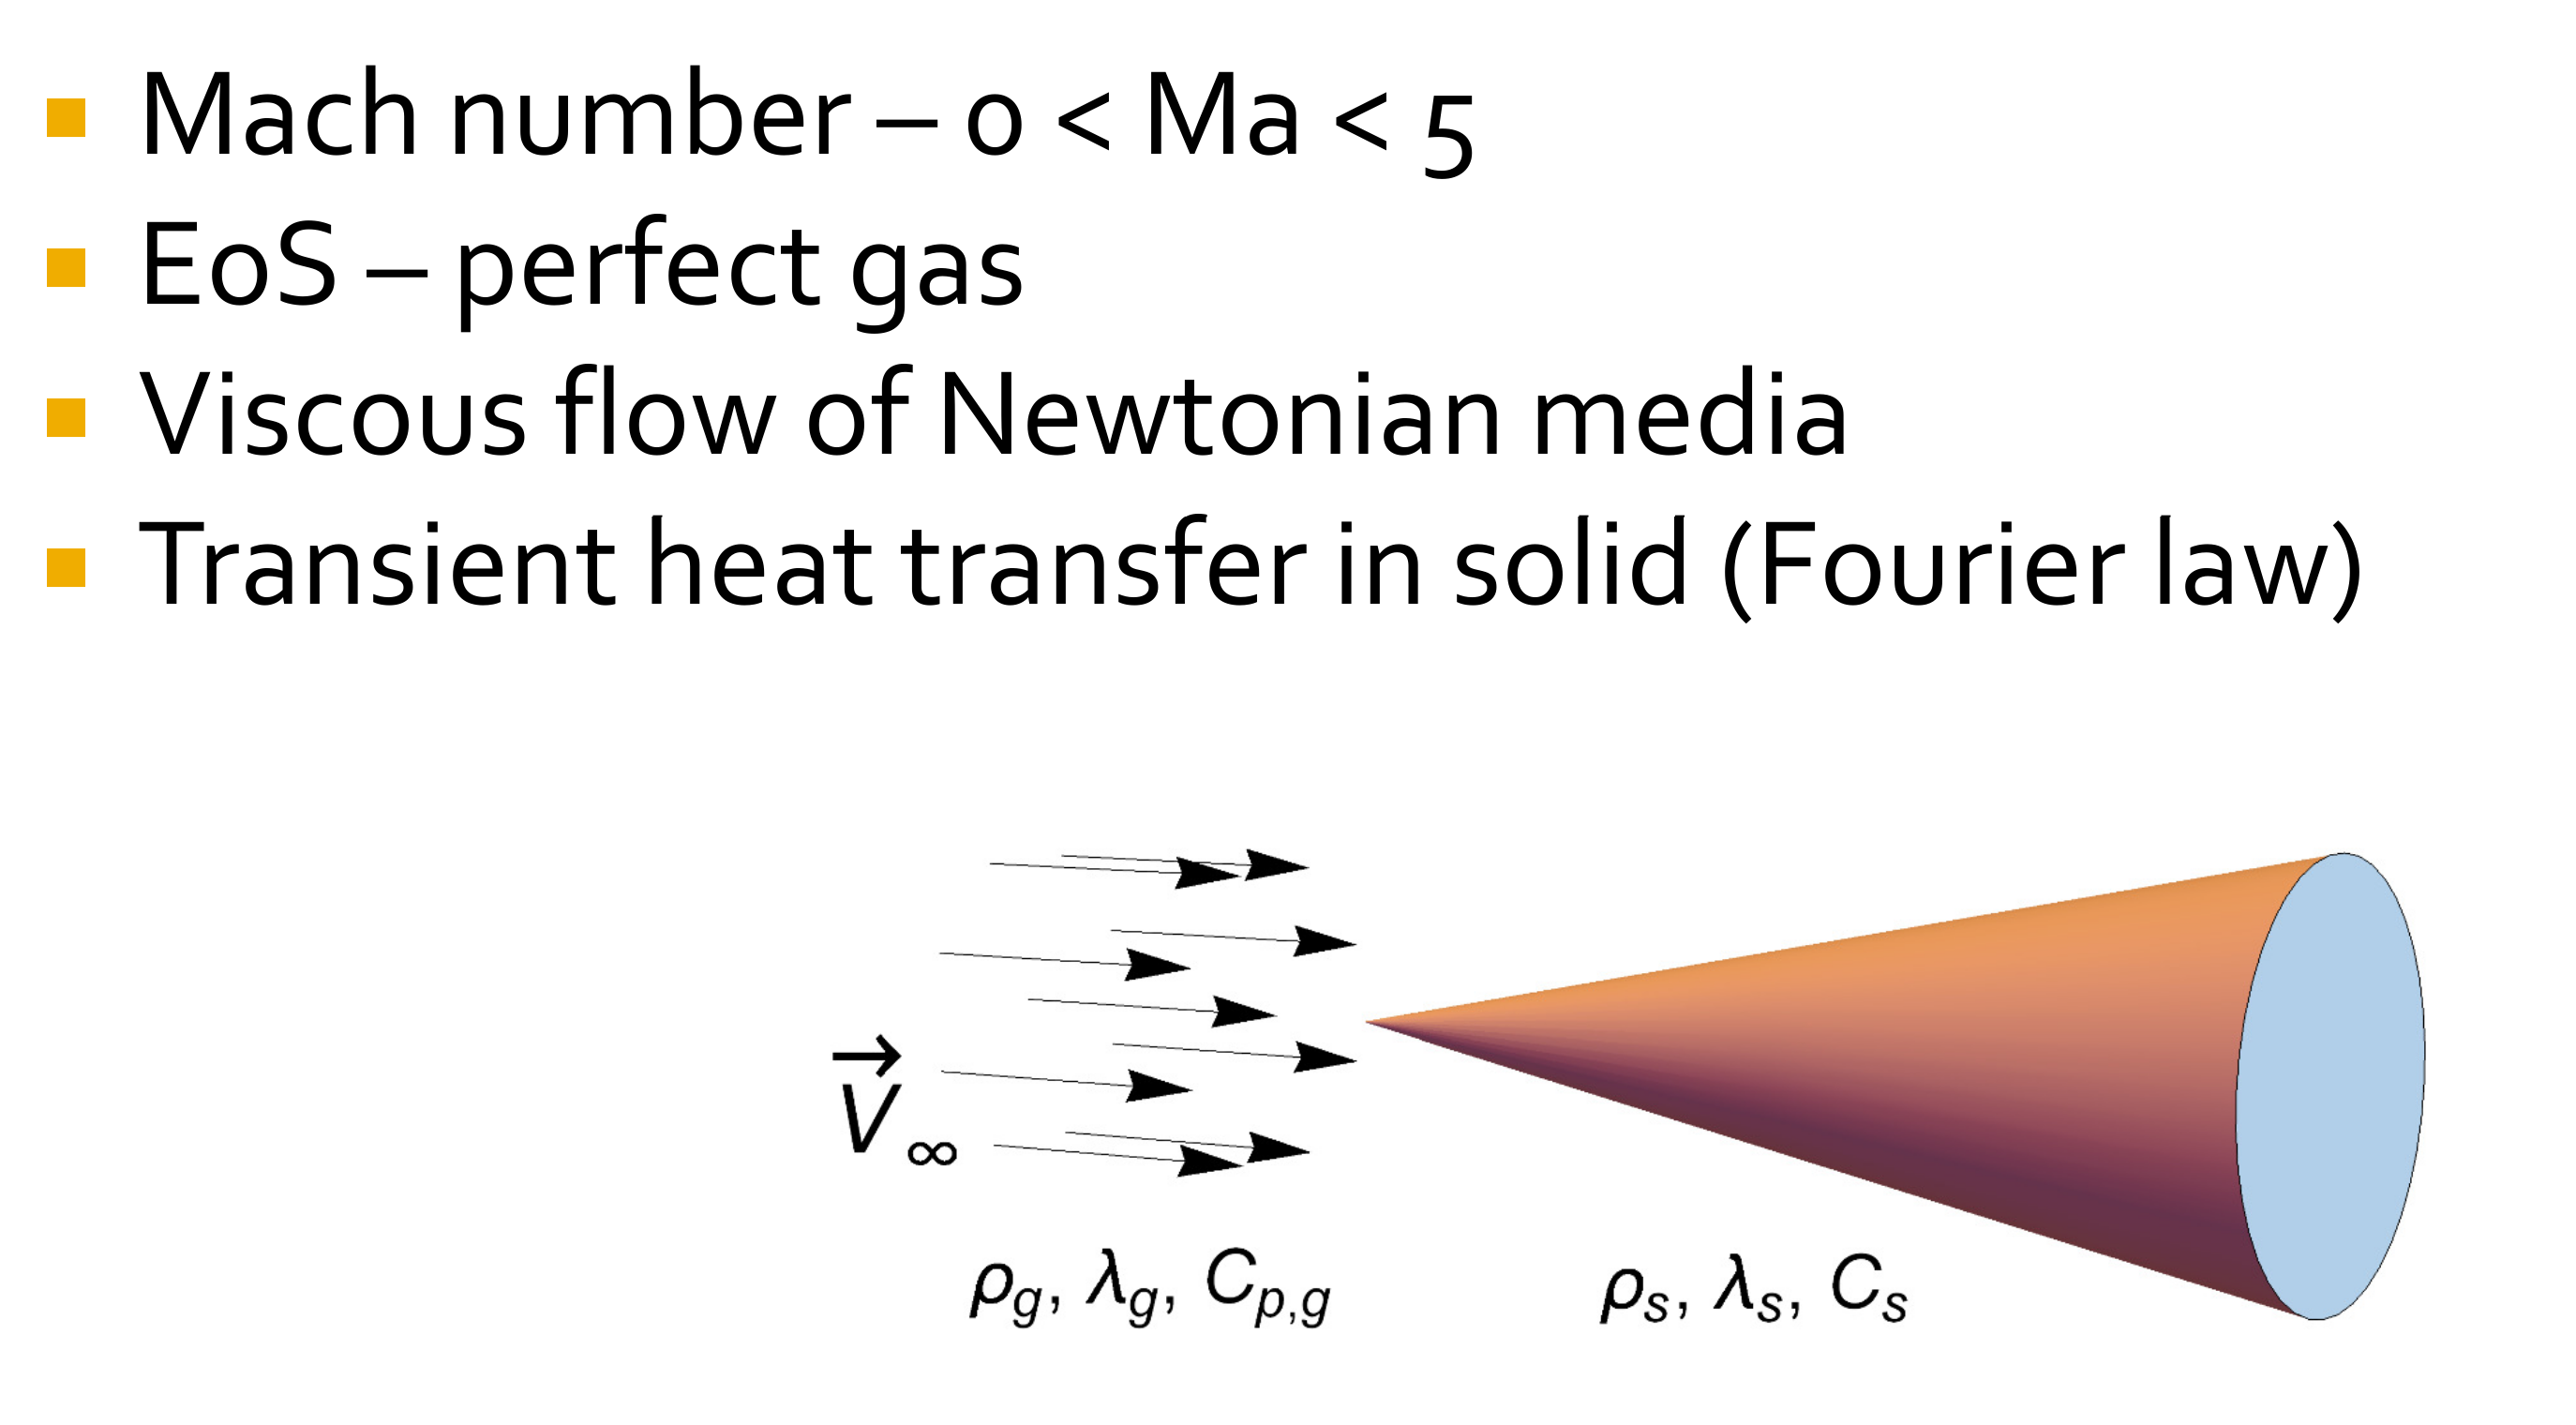 Mach number – 0 < Ma < 5
EoS – perfect gas
Viscous flow of Newtonian media
Transient heat transfer in solid (Fourier law)
V⃗∞
ρg, λg, Cp,g
ρs, λs, Cs